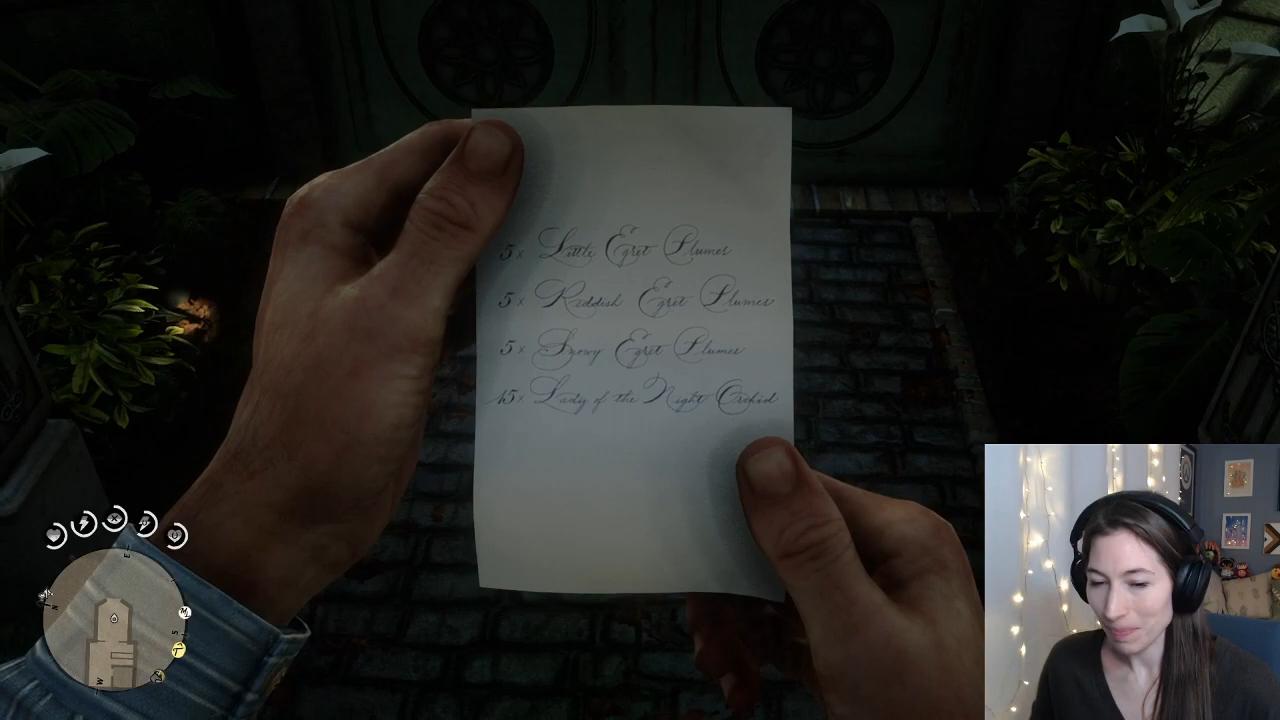 5x Little Egret Plumes
5x Reddish Egret Plumes
5x Snowy Egret Plumes
15x Lady of the Night Orchid